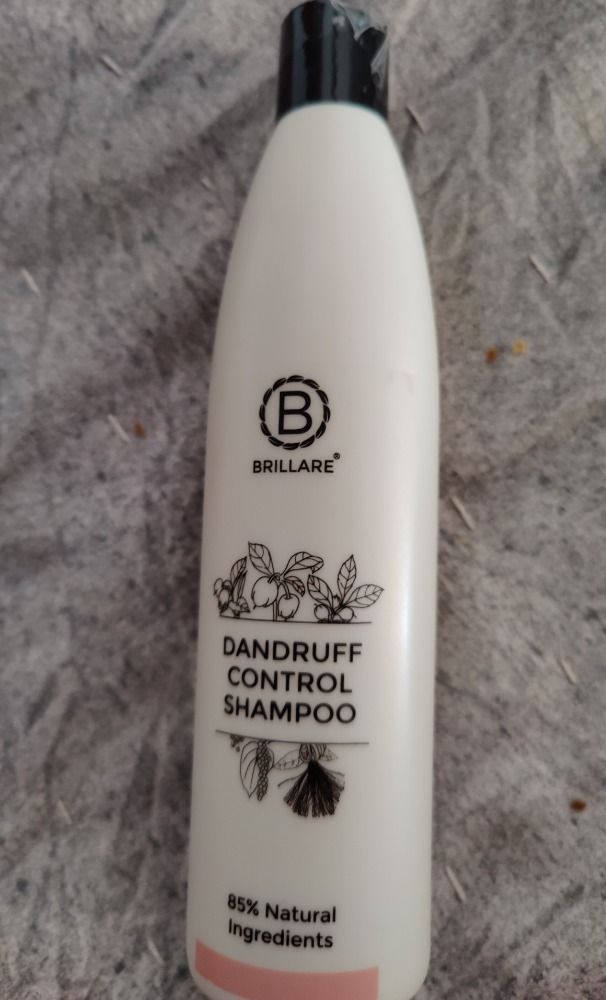 B
BRILLARE®
DANDRUFF
CONTROL
SHAMPOO
85% Natural
Ingredients